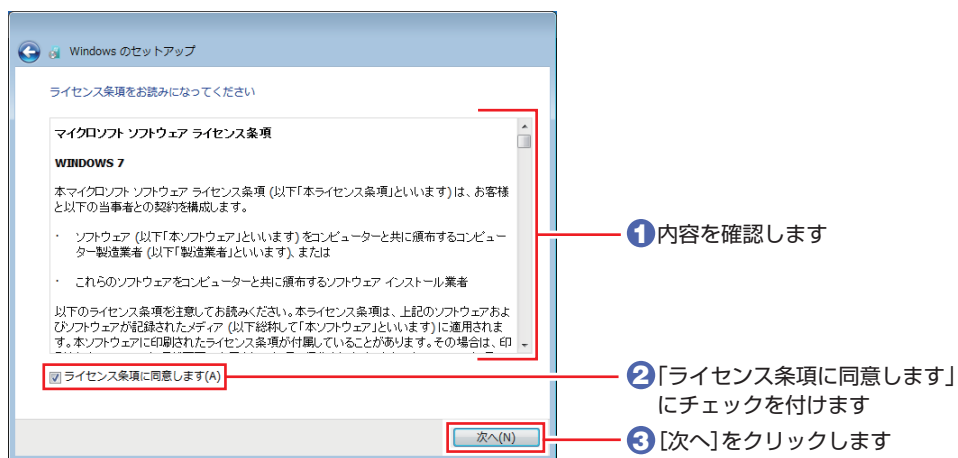 Windows のセットアップ
ライセンス条項をお読みになってください
マイクロソフト ソフトウェア ライセンス条項
WINDOWS 7
本マイクロソフト ソフトウェア ライセンス条項 (以下「本ライセンス条項」といいます) は、お客様
と以下の当事者との契約を構成します。
・ ソフトウェア (以下「本ソフトウェア」といいます) をコンピューターと共に頒布するコンピュー
ター製造業者 (以下「製造業者」といいます)、または
・ これらのソフトウェアをコンピューターと共に頒布するソフトウェア インストール業者
以下のライセンス条項を注意してお読みください。本ライセンス条項は、上記のソフトウェアおよ
びソフトウェアが記録されたメディア (以下総称して「本ソフトウェア」といいます) に適用されま
す。本ソフトウェアに印刷されたライセンス条項が付属していることがあります。その場合は、印
ライセンス条項に同意します(A)
次へ(N)
1 内容を確認します
2 「ライセンス条項に同意します」
にチェックを付けます
3 [次へ]をクリックします